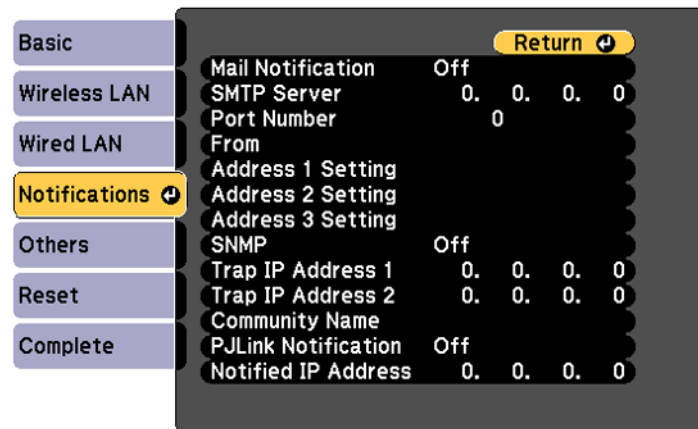 Basic
Wireless LAN
Wired LAN
Notifications
Others
Reset
Complete
Return
Mail Notification Off
SMTP Server 0. 0. 0. 0
Port Number 0
From
Address 1 Setting
Address 2 Setting
Address 3 Setting
SNMP Off
Trap IP Address 1 0. 0. 0. 0
Trap IP Address 2 0. 0. 0. 0
Community Name
PJLink Notification Off
Notified IP Address 0. 0. 0. 0